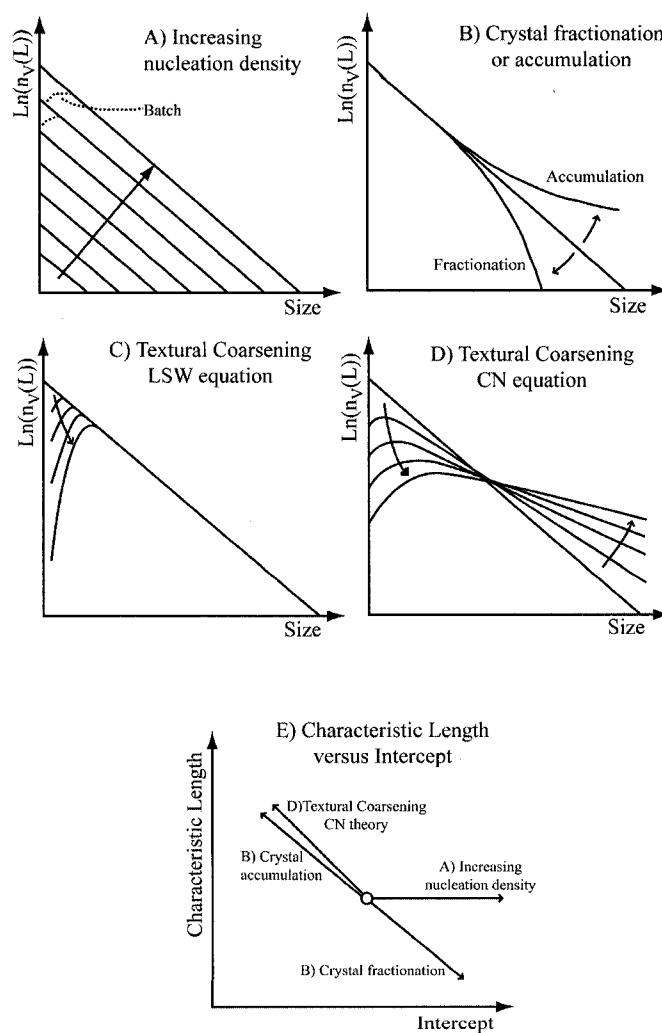 A) Increasing
nucleation density
Ln(n_V(L))
Batch
Size
B) Crystal fractionation
or accumulation
Ln(n_V(L))
Accumulation
Fractionation
Size
C) Textural Coarsening
LSW equation
Ln(n_V(L))
Size
D) Textural Coarsening
CN equation
Ln(n_V(L))
Size
E) Characteristic Length
versus Intercept
Characteristic Length
D)Textural Coarsening
CN theory
B) Crystal
accumulation
A) Increasing
nucleation density
B) Crystal fractionation
Intercept